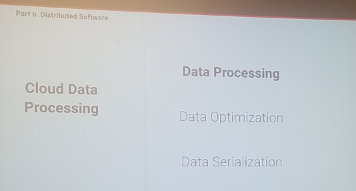 Part 6 Distributed Software
Cloud Data
Processing
Data Processing
Data Optimization
Data Serialization